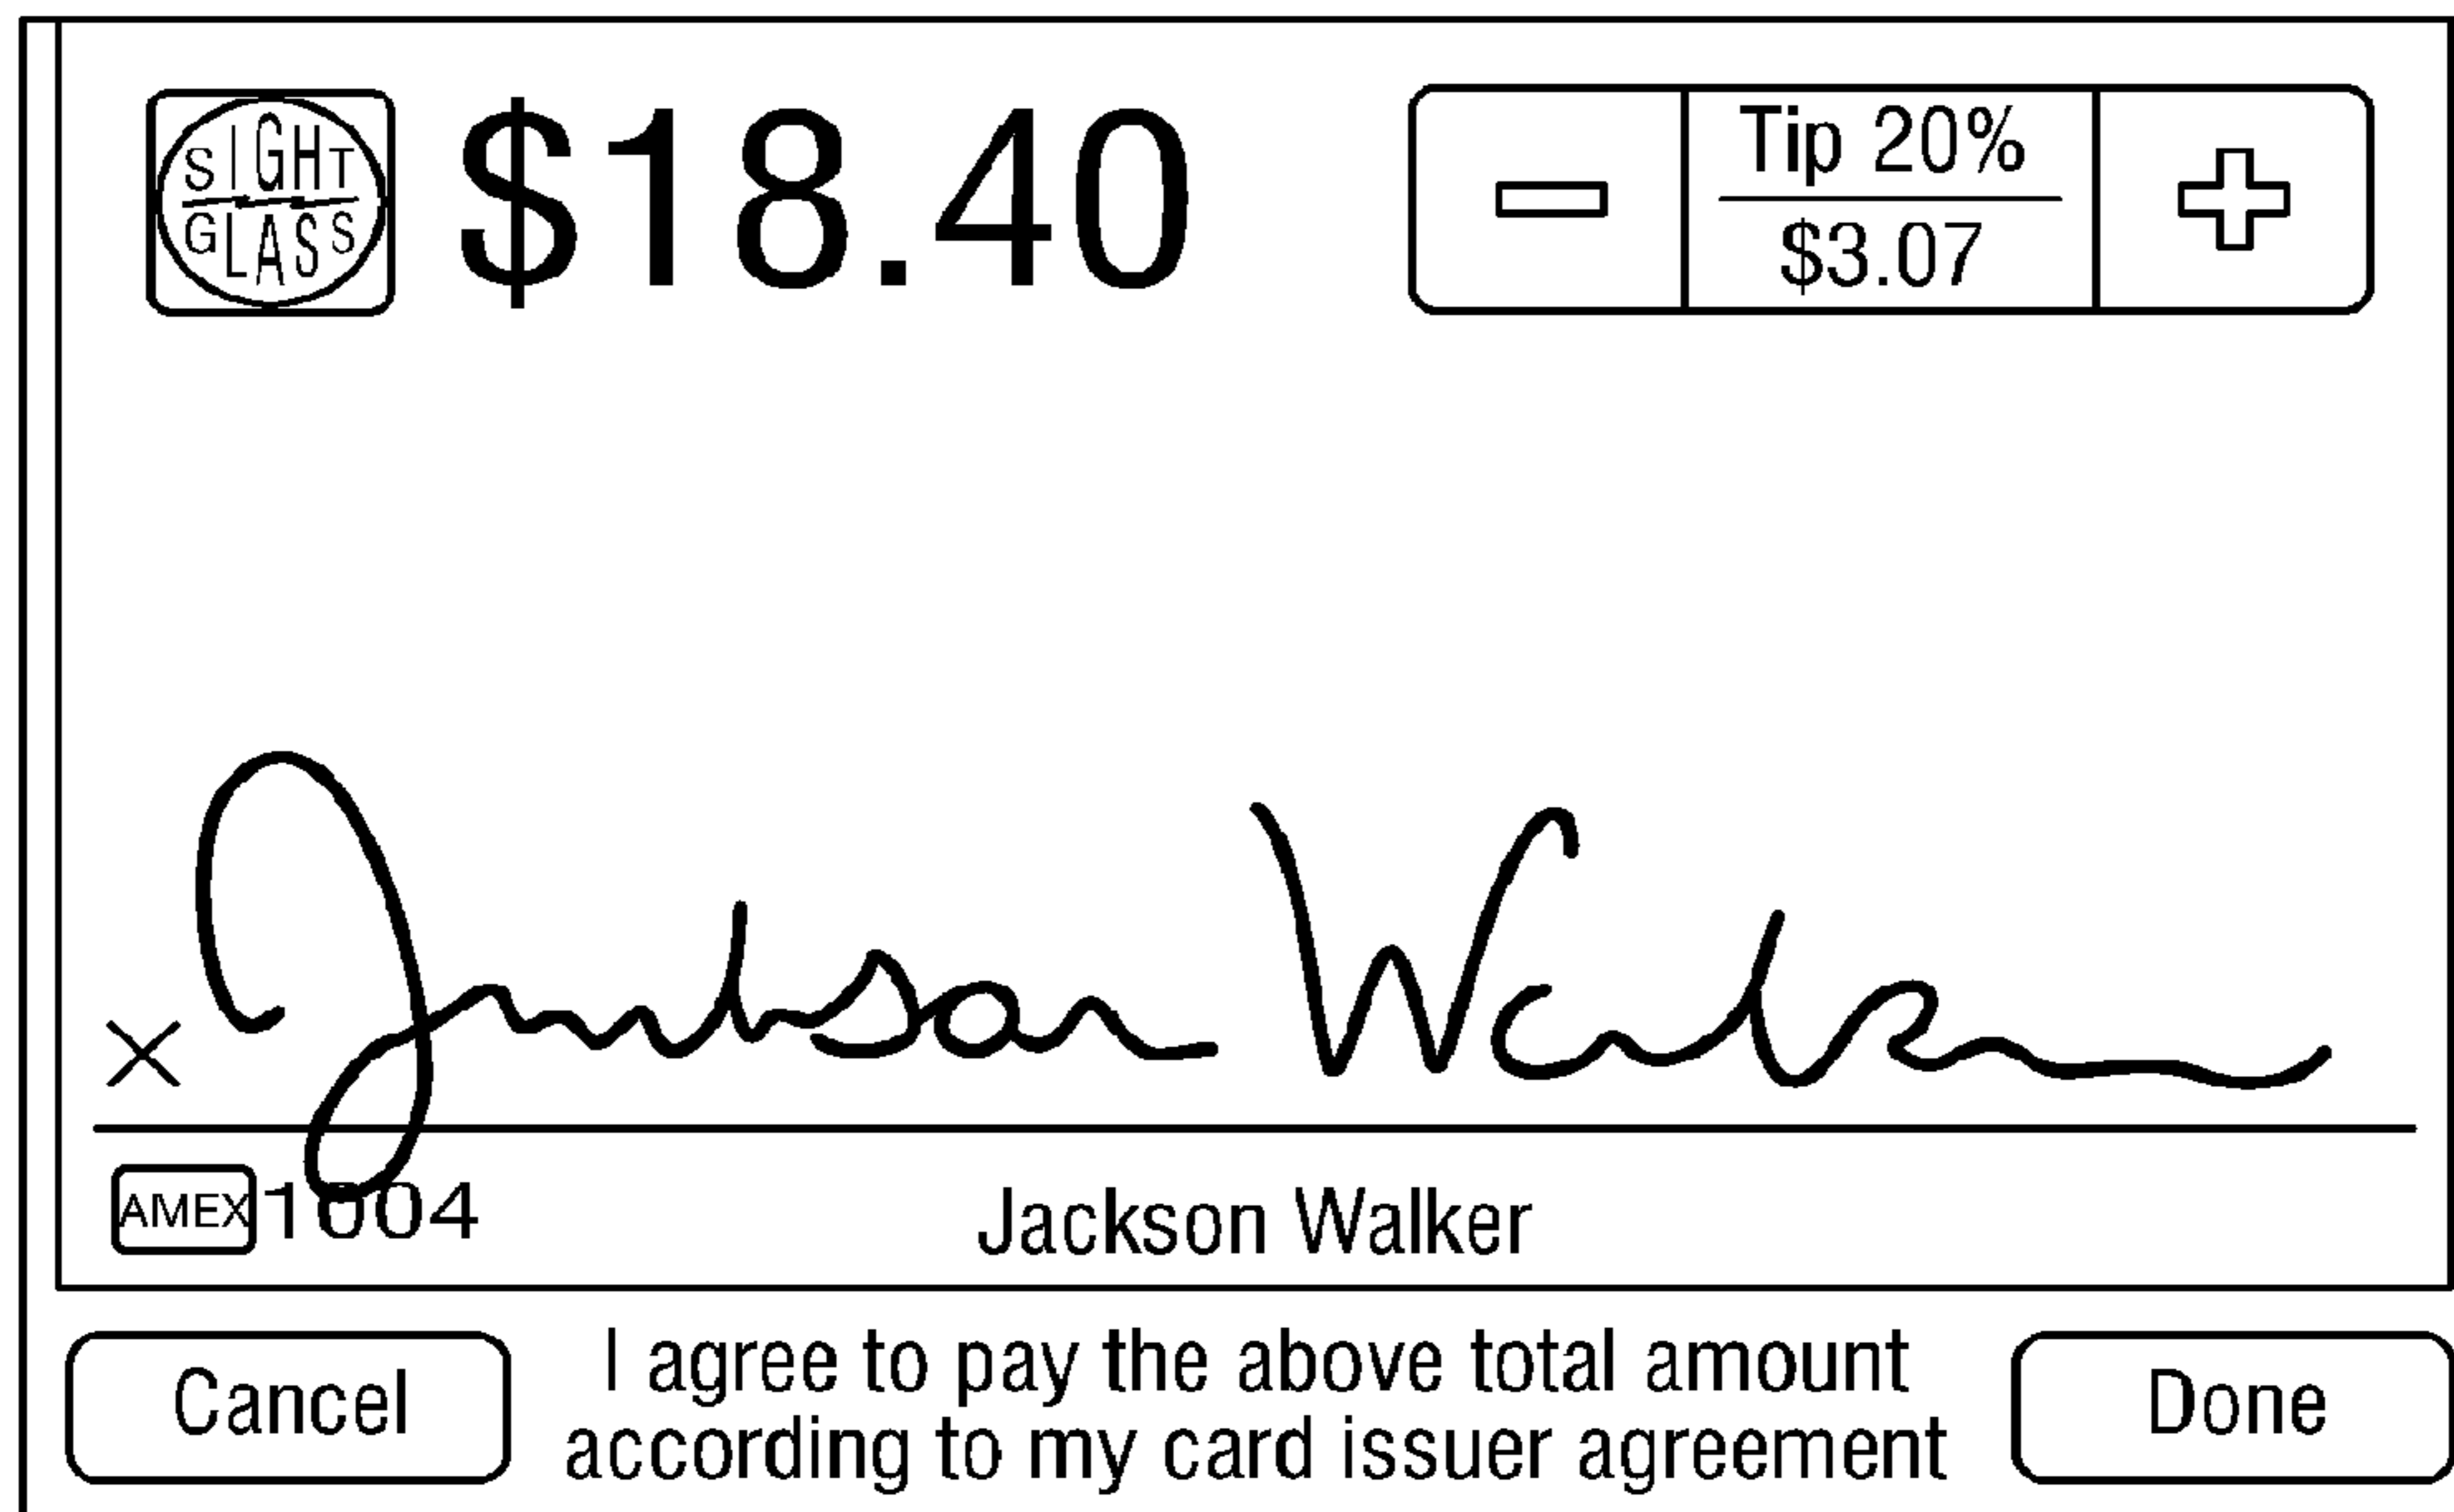 SIGHT
GLASS
$18.40
Tip 20%
$3.07
Jackson Walker
AMEX 1004
Jackson Walker
Cancel
I agree to pay the above total amount
according to my card issuer agreement
Done